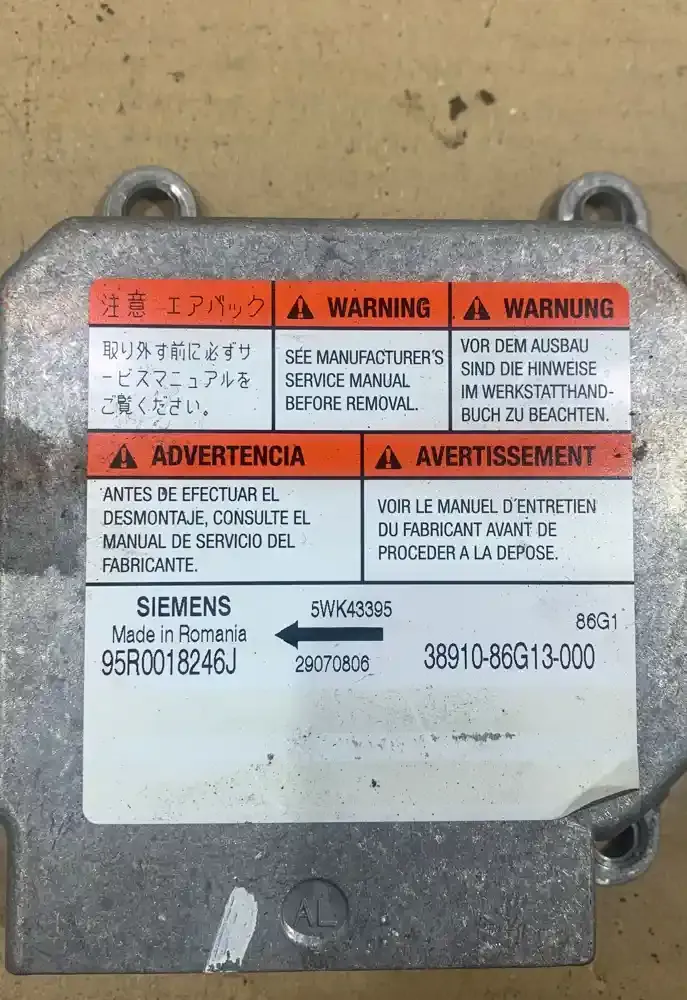 注意 エアバック
取り外す前に必ずサ
ービスマニュアルを
ご覧ください。
WARNING
SEE MANUFACTURER'S
SERVICE MANUAL
BEFORE REMOVAL.
WARNUNG
VOR DEM AUSBAU
SIND DIE HINWEISE
IM WERKSTATTHAND-
BUCH ZU BEACHTEN.
ADVERTENCIA
ANTES DE EFECTUAR EL
DESMONTAJE, CONSULTE EL
MANUAL DE SERVICIO DEL
FABRICANTE.
AVERTISSEMENT
VOIR LE MANUEL D'ENTRETIEN
DU FABRICANT AVANT DE
PROCEDER A LA DEPOSE.
SIEMENS
Made in Romania
95R0018246J
5WK43395
29070806
86G1
38910-86G13-000
AL